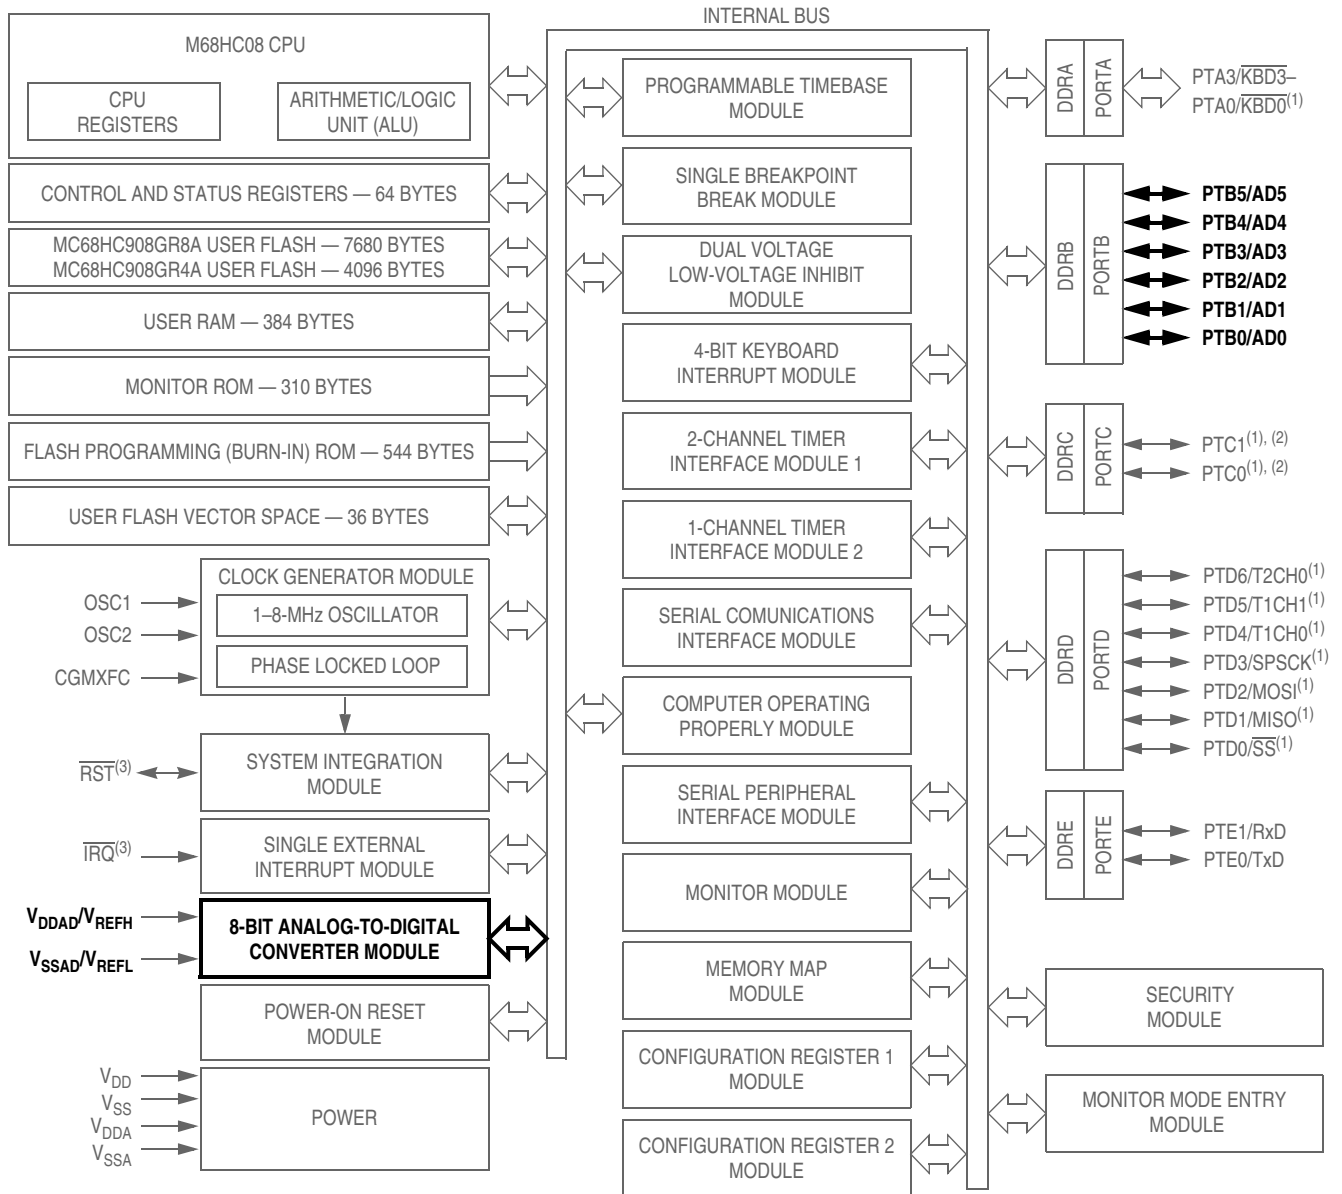 INTERNAL BUS
M68HC08 CPU
CPU
REGISTERS
ARITHMETIC/LOGIC
UNIT (ALU)
CONTROL AND STATUS REGISTERS — 64 BYTES
MC68HC908GR8A USER FLASH — 7680 BYTES
MC68HC908GR4A USER FLASH — 4096 BYTES
USER RAM — 384 BYTES
MONITOR ROM — 310 BYTES
FLASH PROGRAMMING (BURN-IN) ROM — 544 BYTES
USER FLASH VECTOR SPACE — 36 BYTES
CLOCK GENERATOR MODULE
1–8-MHz OSCILLATOR
PHASE LOCKED LOOP
OSC1
OSC2
CGMXFC
SYSTEM INTEGRATION
MODULE
RST(3)
SINGLE EXTERNAL
INTERRUPT MODULE
IRQ(3)
8-BIT ANALOG-TO-DIGITAL
CONVERTER MODULE
VDDAD/VREFH
VSSAD/VREFL
POWER-ON RESET
MODULE
POWER
VDD
VSS
VDDA
VSSA
PROGRAMMABLE TIMEBASE
MODULE
SINGLE BREAKPOINT
BREAK MODULE
DUAL VOLTAGE
LOW-VOLTAGE INHIBIT
MODULE
4-BIT KEYBOARD
INTERRUPT MODULE
2-CHANNEL TIMER
INTERFACE MODULE 1
1-CHANNEL TIMER
INTERFACE MODULE 2
SERIAL COMUNICATIONS
INTERFACE MODULE
COMPUTER OPERATING
PROPERLY MODULE
SERIAL PERIPHERAL
INTERFACE MODULE
MONITOR MODULE
MEMORY MAP
MODULE
CONFIGURATION REGISTER 1
MODULE
CONFIGURATION REGISTER 2
MODULE
DDRA
PORTA
PTA3/KBD3–
PTA0/KBD0(1)
DDRB
PORTB
PTB5/AD5
PTB4/AD4
PTB3/AD3
PTB2/AD2
PTB1/AD1
PTB0/AD0
DDRC
PORTC
PTC1(1), (2)
PTC0(1), (2)
DDRD
PORTD
PTD6/T2CH0(1)
PTD5/T1CH1(1)
PTD4/T1CH0(1)
PTD3/SPSCK(1)
PTD2/MOSI(1)
PTD1/MISO(1)
PTD0/SS(1)
DDRE
PORTE
PTE1/RxD
PTE0/TxD
SECURITY
MODULE
MONITOR MODE ENTRY
MODULE